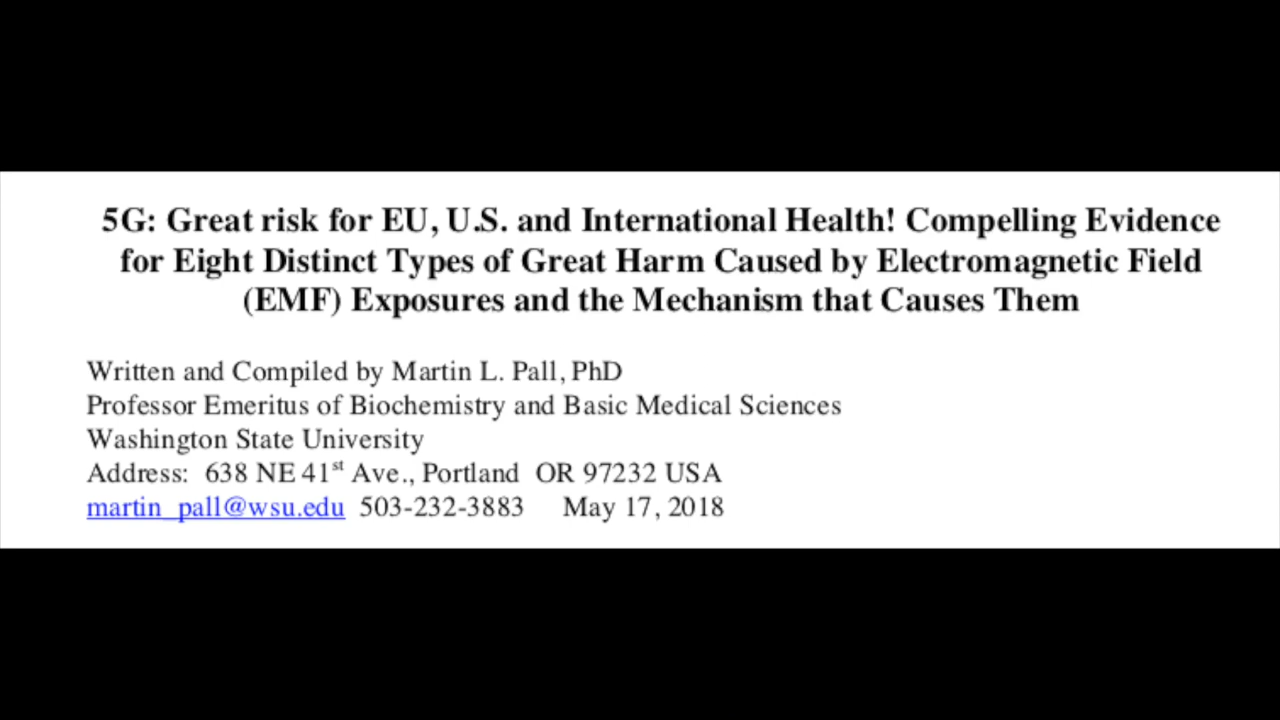 5G: Great risk for EU, U.S. and International Health! Compelling Evidence
for Eight Distinct Types of Great Harm Caused by Electromagnetic Field
(EMF) Exposures and the Mechanism that Causes Them
Written and Compiled by Martin L. Pall, PhD
Professor Emeritus of Biochemistry and Basic Medical Sciences
Washington State University
Address: 638 NE 41st Ave., Portland OR 97232 USA
martin_pall@wsu.edu 503-232-3883 May 17, 2018